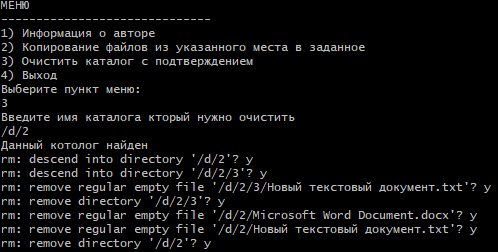 МЕНЮ
------------------------------
1) Информация о авторе
2) Копирование файлов из указанного места в заданное
3) Очистить каталог с подтверждением
4) Выход
Выберите пункт меню:
3
Введите имя каталога кторый нужно очистить
/d/2
Данный котолог найден
rm: descend into directory '/d/2'? y
rm: descend into directory '/d/2/3'? y
rm: remove regular empty file '/d/2/3/Новый текстовый документ.txt'? y
rm: remove directory '/d/2/3'? y
rm: remove regular empty file '/d/2/Microsoft Word Document.docx'? y
rm: remove regular empty file '/d/2/Новый текстовый документ.txt'? y
rm: remove directory '/d/2'? y